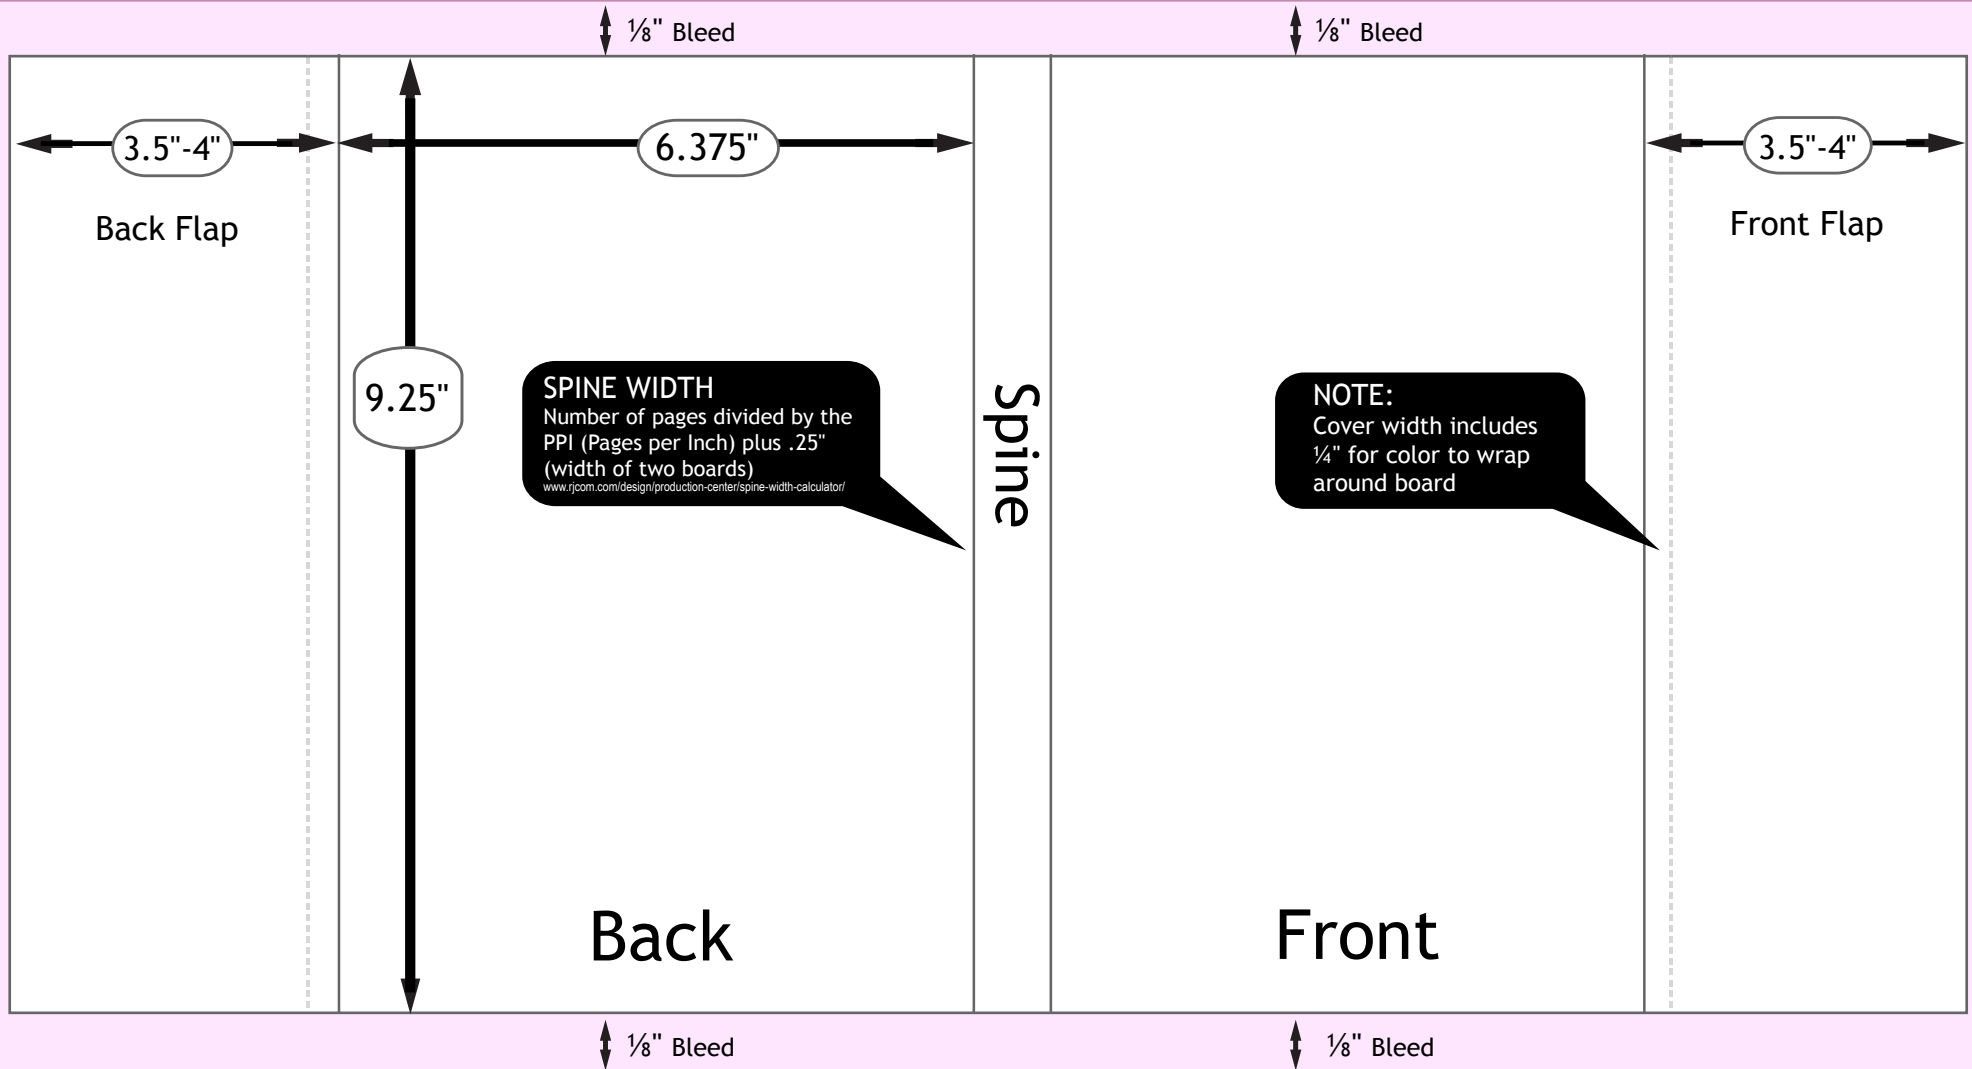 ⅛" Bleed
⅛" Bleed
3.5"-4"
6.375"
3.5"-4"
Back Flap
Front Flap
9.25"
SPINE WIDTH
Number of pages divided by the
PPI (Pages per Inch) plus .25"
(width of two boards)
www.rjcom.com/design/production-center/spine-width-calculator/
Spine
NOTE:
Cover width includes
¼" for color to wrap
around board
Back
Front
⅛" Bleed
⅛" Bleed